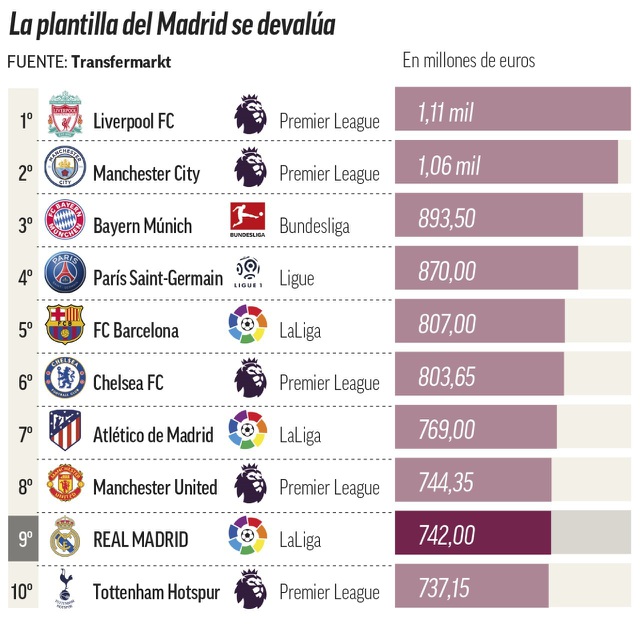 La plantilla del Madrid se devalúa
FUENTE: Transfermarkt
En millones de euros
1º Liverpool FC Premier League 1,11 mil
2º Manchester City Premier League 1,06 mil
3º Bayern Múnich BUNDESLIGA Bundesliga 893,50
4º París Saint-Germain LIGUE 1 Ligue 870,00
5º FC Barcelona LaLiga 807,00
6º Chelsea FC Premier League 803,65
7º Atlético de Madrid LaLiga 769,00
8º Manchester United Premier League 744,35
9º REAL MADRID LaLiga 742,00
10º Tottenham Hotspur Premier League 737,15